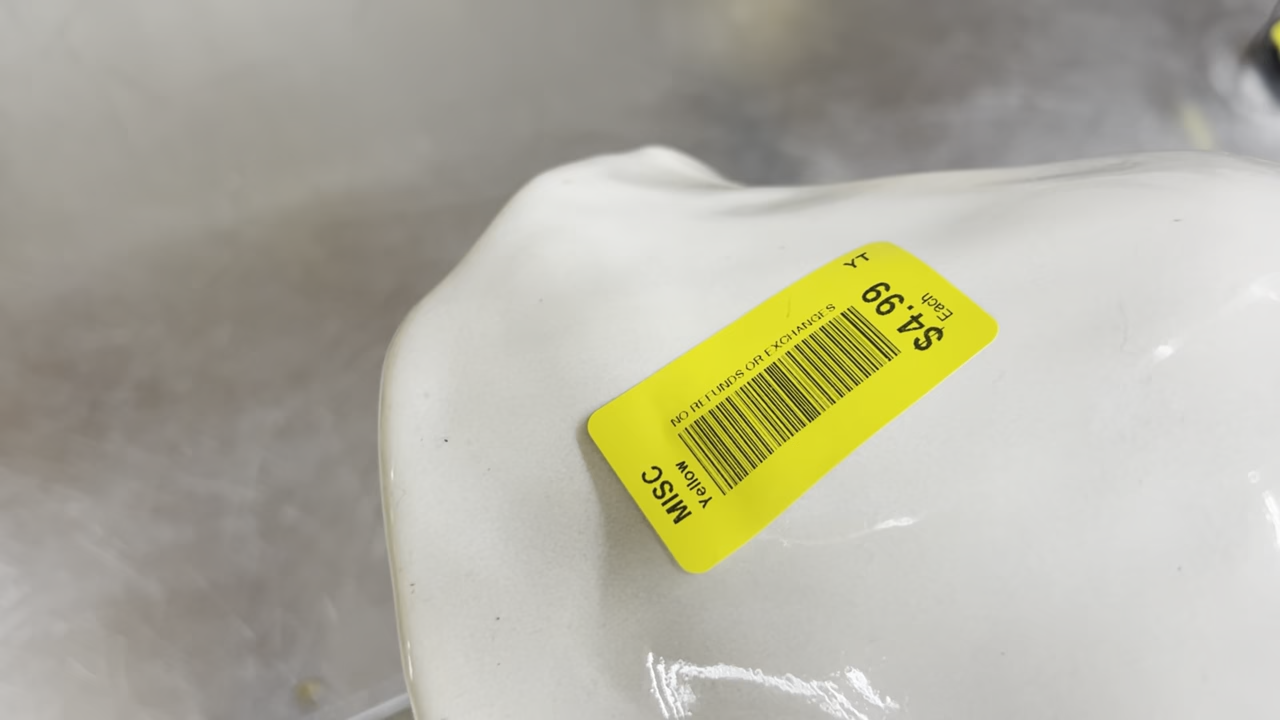 MISC
Yellow
NO REFUNDS OR EXCHANGES
YT
$4.99
Each